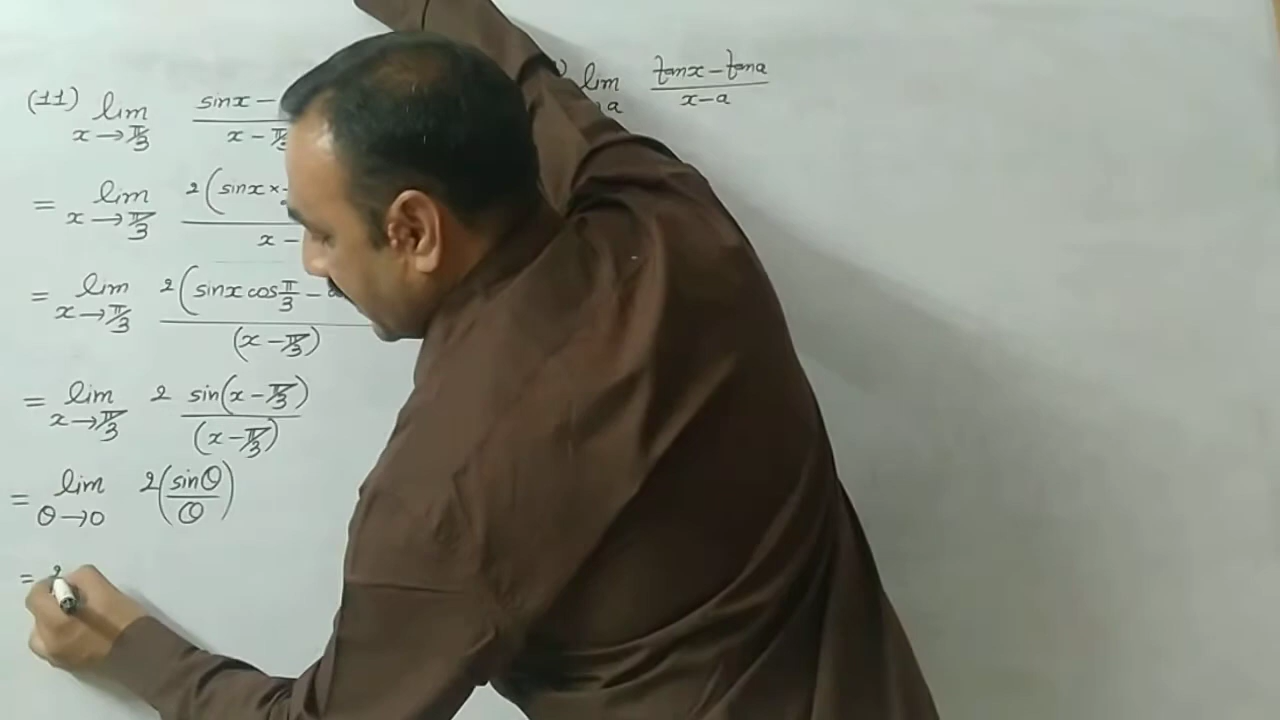 (11) lim sinx –
x→π/3 x – π/3
= lim 2(sinx ×
x→π/3 x –
= lim 2(sinx cos π/3 –
x→π/3 (x – π/3)
= lim 2 sin(x – π/3)
x→π/3 (x – π/3)
= lim 2(sinθ/θ)
θ→0
= 2
) lim tanx – tana
a x – a